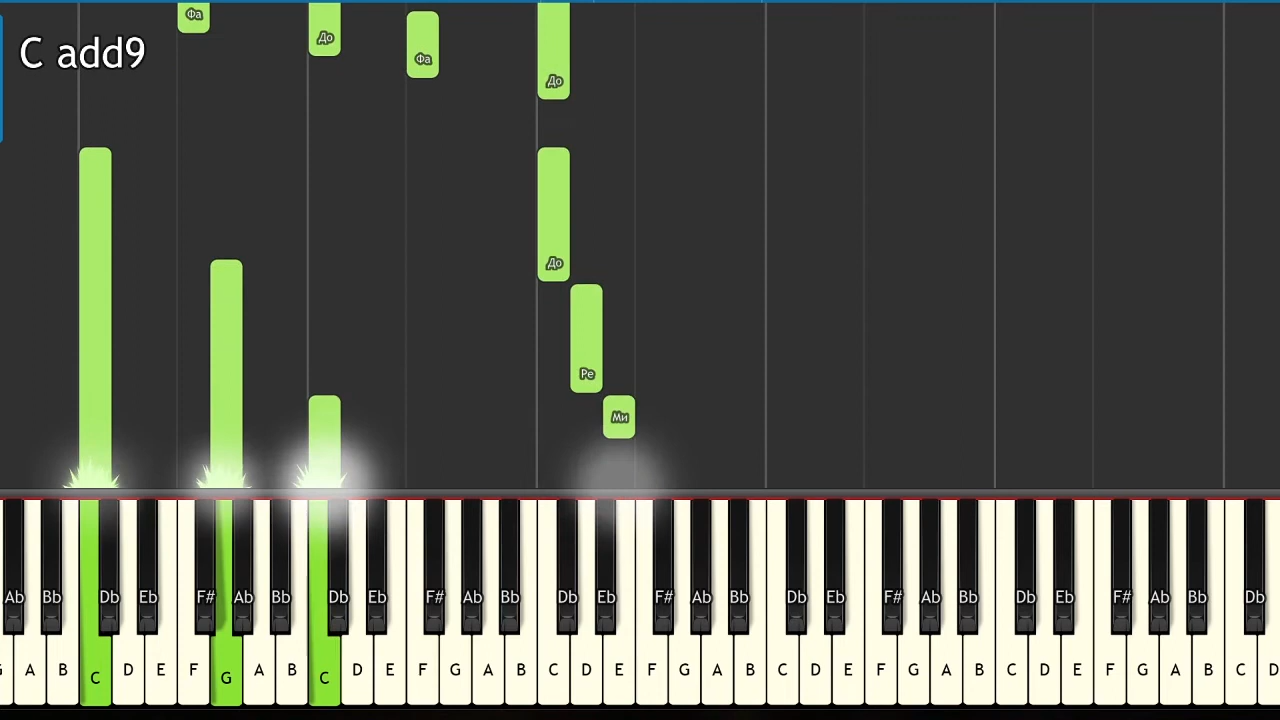 Фа
До
Фа
До
C add9
До
Ре
Ми
Ab Bb Db Eb F# Ab Bb Db Eb F# Ab Bb Db Eb F# Ab Bb Db Eb F# Ab Bb Db Eb F# Ab Bb Db
A B C D E F G A B C D E F G A B C D E F G A B C D E F G A B C D E F G A B C D